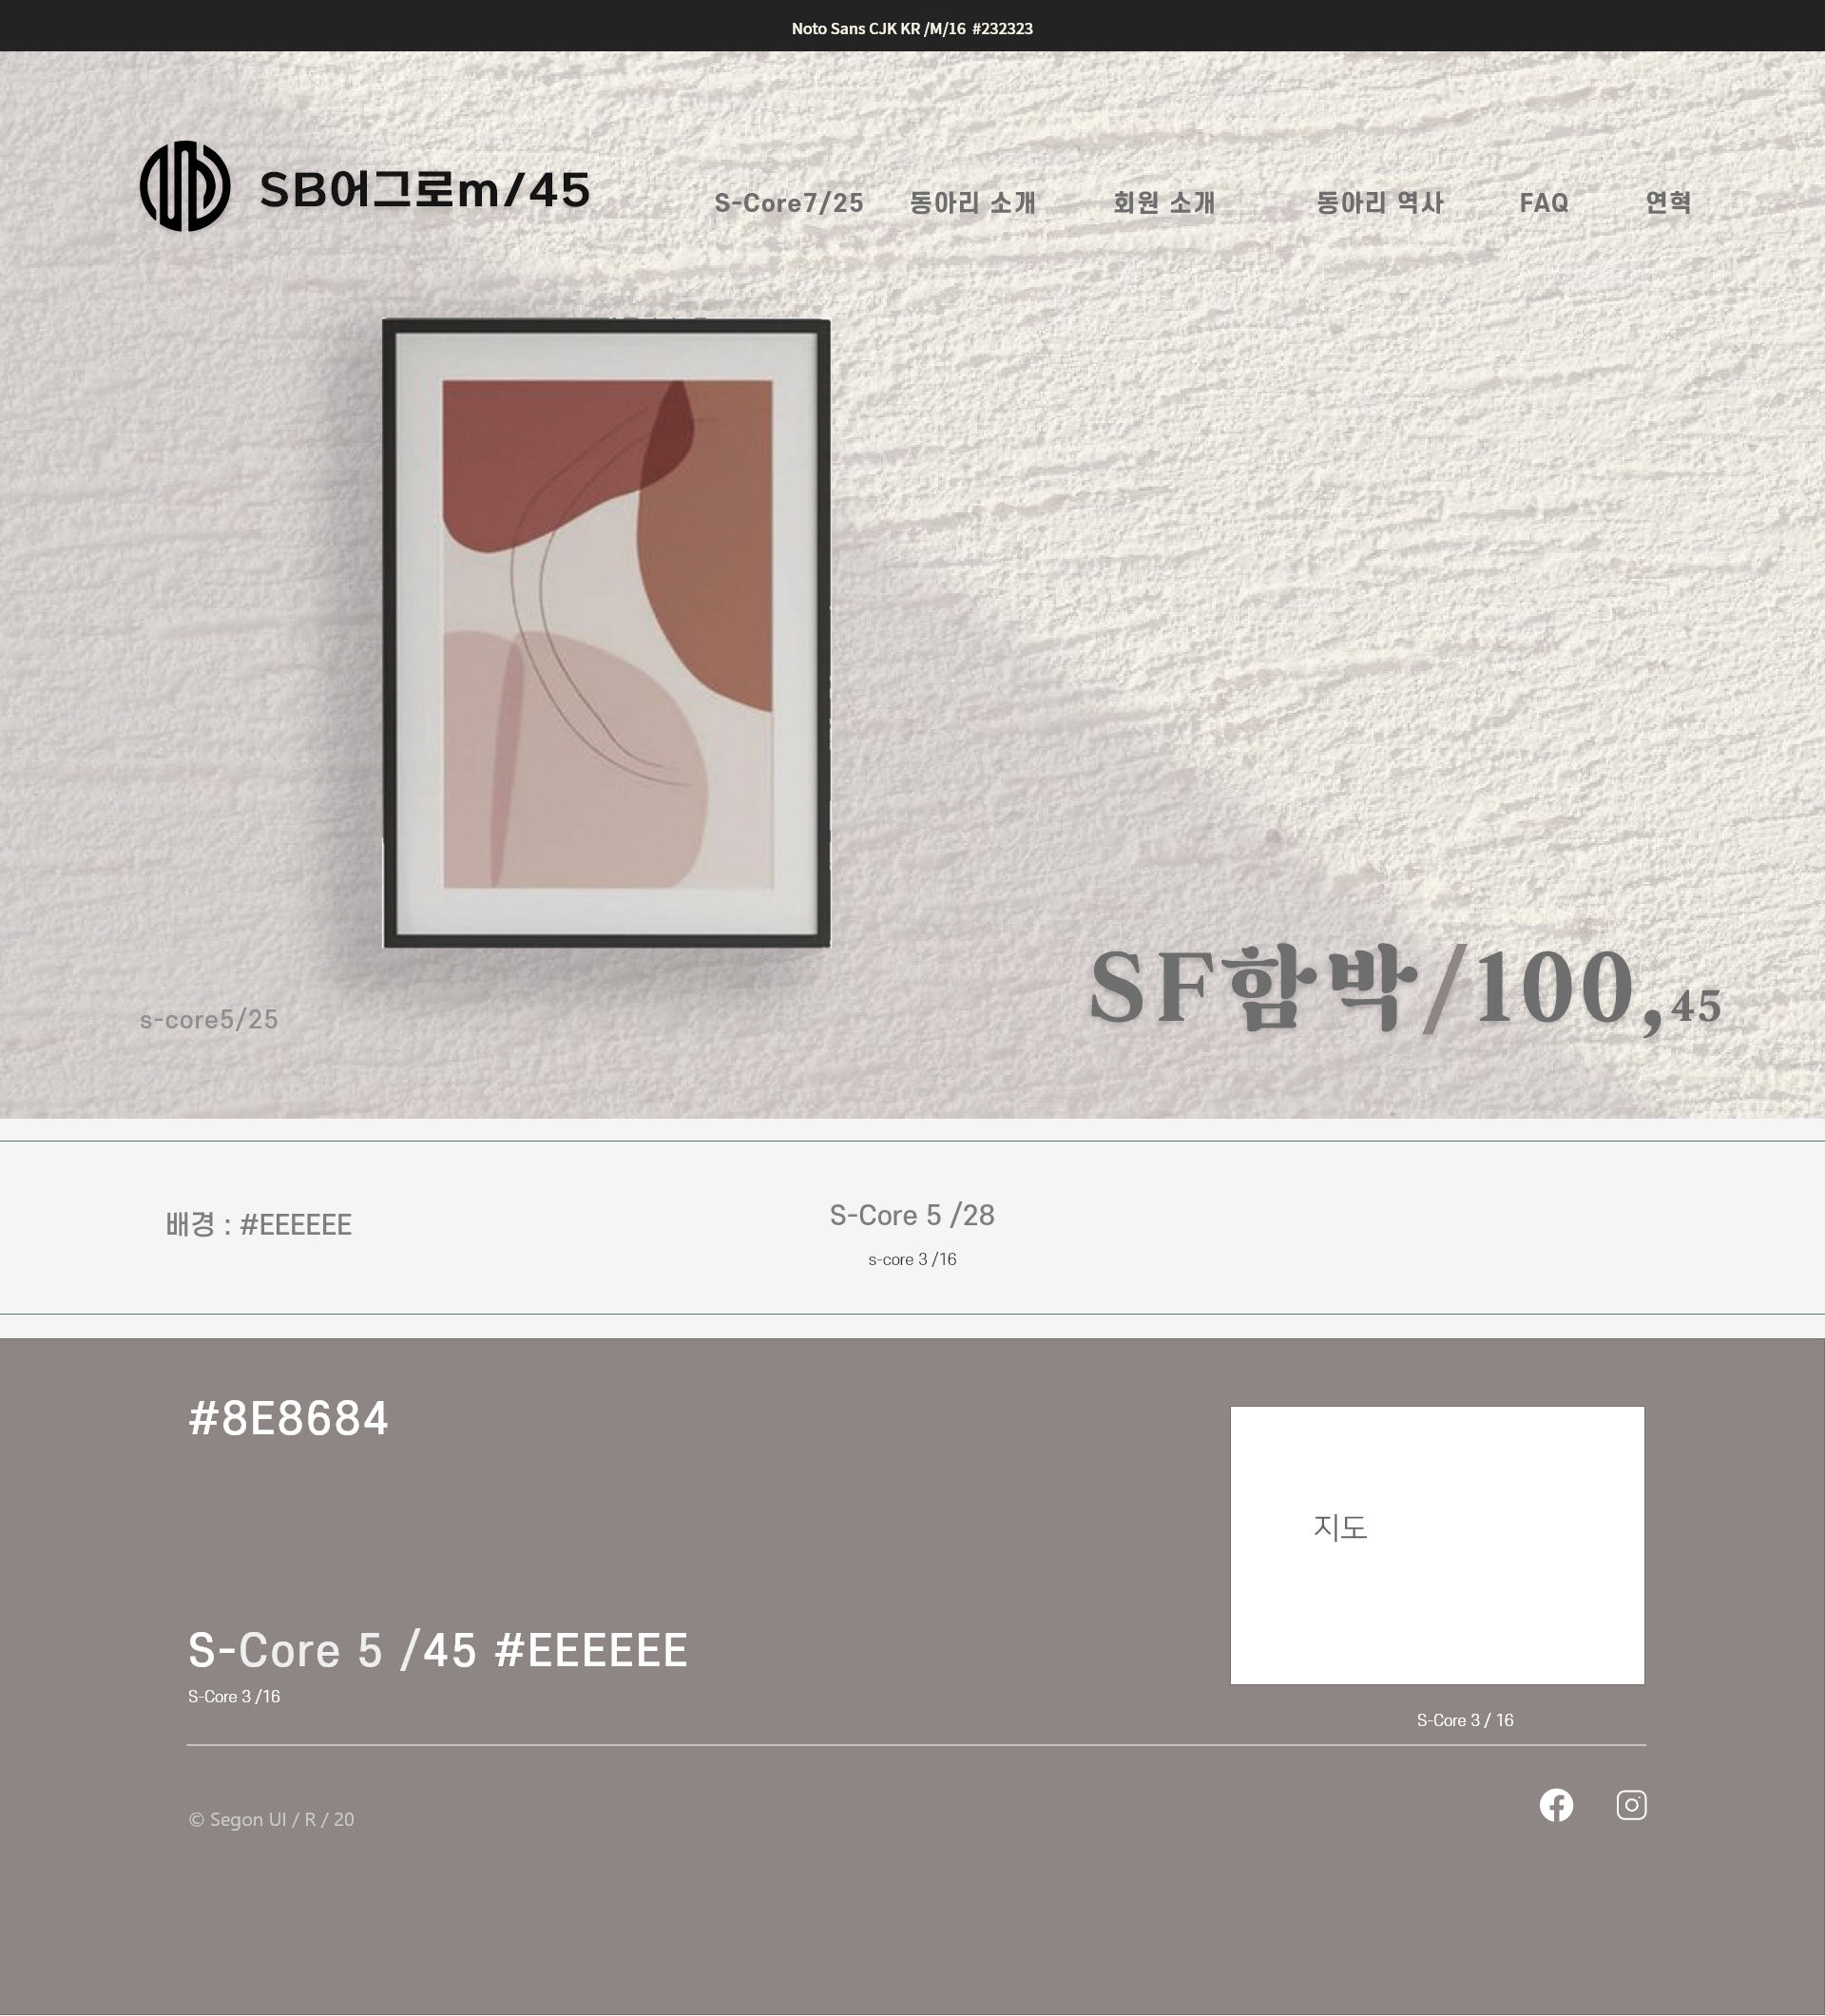 Noto Sans CJK KR /M/16 #232323
SB어그로m/45
S-Core7/25 동아리 소개 회원 소개 동아리 역사 FAQ 연혁
SF함박/100,45
s-core5/25
배경 : #EEEEEE
S-Core 5 /28
s-core 3 /16
#8E8684
지도
S-Core 5 /45 #EEEEEE
S-Core 3 /16
S-Core 3 / 16
© Segon UI / R / 20